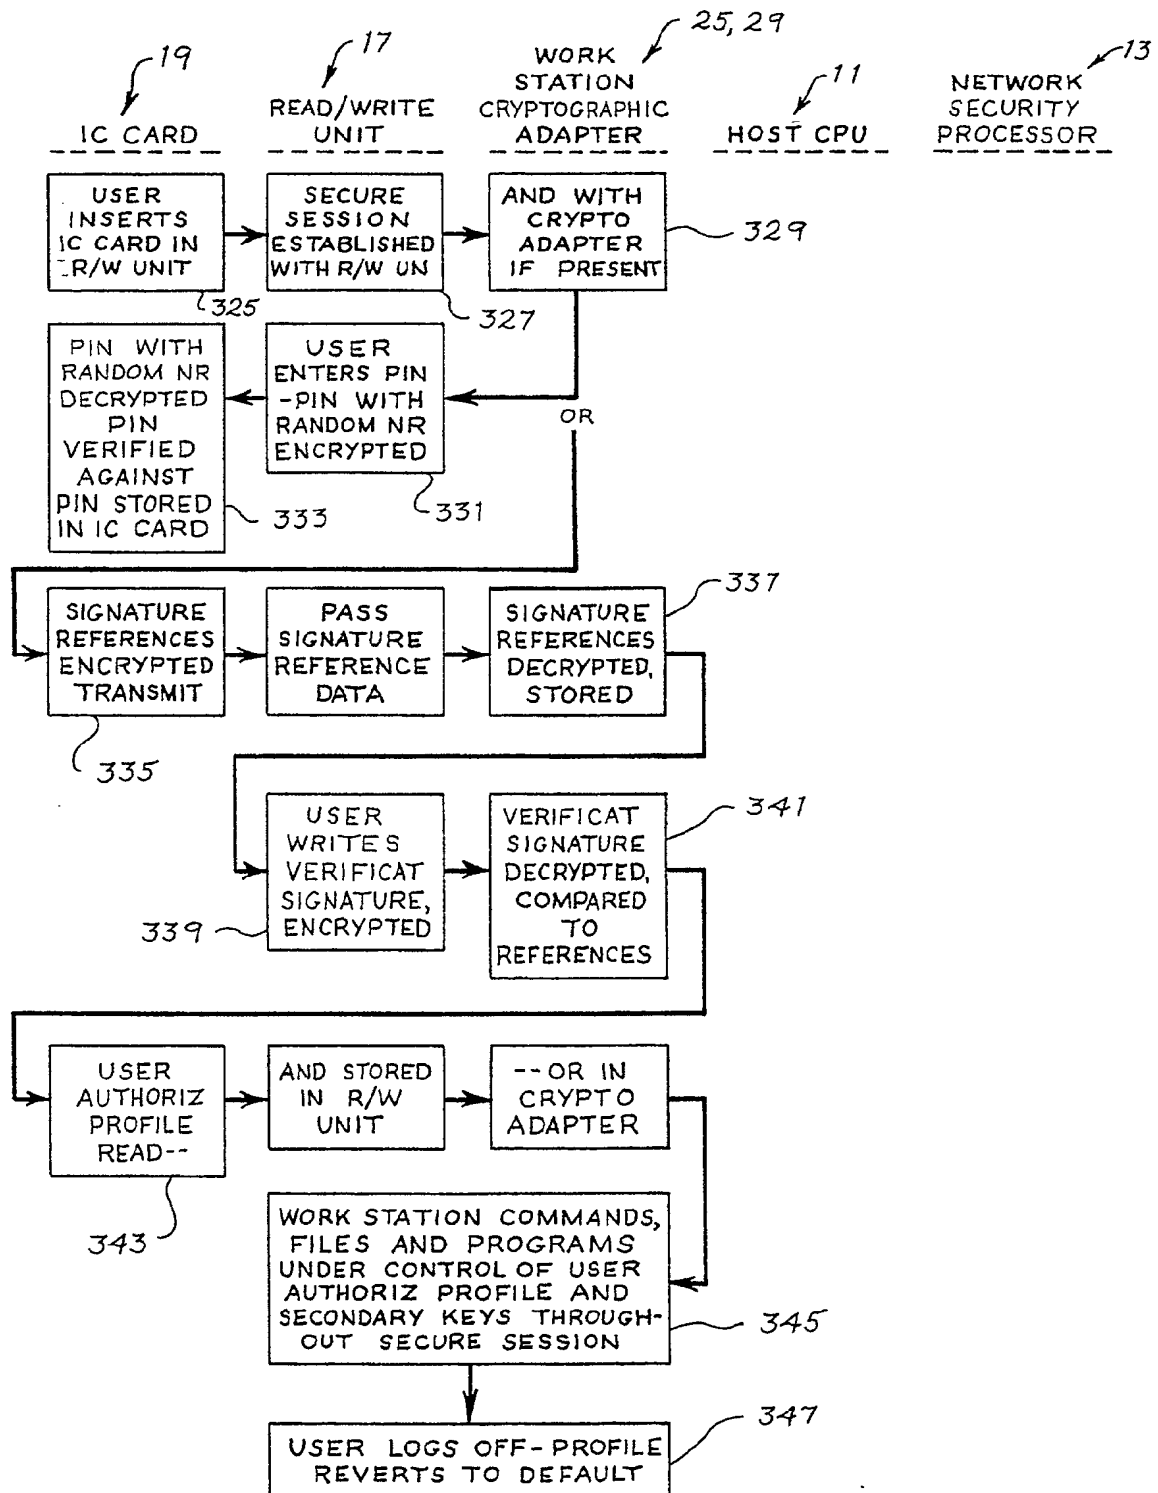 19
IC CARD
17
READ/WRITE
UNIT
25, 29
WORK
STATION
CRYPTOGRAPHIC
ADAPTER
11
HOST CPU
13
NETWORK
SECURITY
PROCESSOR
USER
INSERTS
IC CARD IN
R/W UNIT
325
SECURE
SESSION
ESTABLISHED
WITH R/W UN
327
AND WITH
CRYPTO
ADAPTER
IF PRESENT
329
PIN WITH
RANDOM NR
DECRYPTED
PIN
VERIFIED
AGAINST
PIN STORED
IN IC CARD
333
USER
ENTERS PIN
-PIN WITH
RANDOM NR
ENCRYPTED
331
OR
SIGNATURE
REFERENCES
ENCRYPTED
TRANSMIT
335
PASS
SIGNATURE
REFERENCE
DATA
SIGNATURE
REFERENCES
DECRYPTED,
STORED
337
USER
WRITES
VERIFICAT
SIGNATURE,
ENCRYPTED
339
VERIFICAT
SIGNATURE
DECRYPTED,
COMPARED
TO
REFERENCES
341
USER
AUTHORIZ
PROFILE
READ--
343
AND STORED
IN R/W
UNIT
--OR IN
CRYPTO
ADAPTER
WORK STATION COMMANDS,
FILES AND PROGRAMS
UNDER CONTROL OF USER
AUTHORIZ PROFILE AND
SECONDARY KEYS THROUGH-
OUT SECURE SESSION
345
USER LOGS OFF-PROFILE
REVERTS TO DEFAULT
347